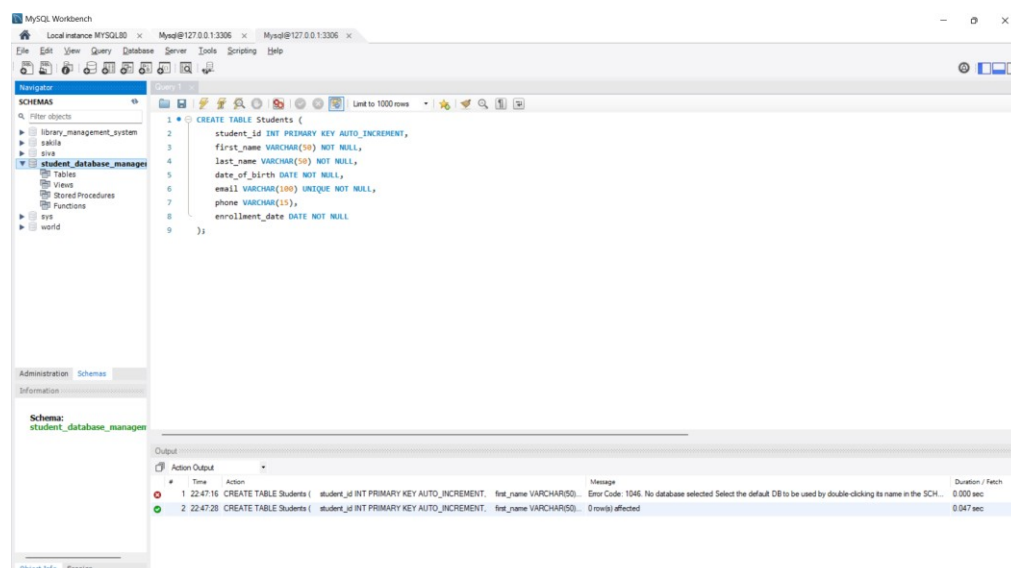 MySQL Workbench
Local instance MYSQL80 × Mysql@127.0.0.1:3306 × Mysql@127.0.0.1:3306 ×
File Edit View Query Database Server Tools Scripting Help
Navigator
Query 1 ×
SCHEMAS
Limit to 1000 rows
Filter objects
library_management_system
sakila
siva
student_database_manager
Tables
Views
Stored Procedures
Functions
sys
world
1 CREATE TABLE Students (
2 student_id INT PRIMARY KEY AUTO_INCREMENT,
3 first_name VARCHAR(50) NOT NULL,
4 last_name VARCHAR(50) NOT NULL,
5 date_of_birth DATE NOT NULL,
6 email VARCHAR(100) UNIQUE NOT NULL,
7 phone VARCHAR(15),
8 enrollment_date DATE NOT NULL
9 );
Administration Schemas
Information
Schema:
student_database_managen
Output
Action Output
# Time Action Message Duration / Fetch
1 22:47:16 CREATE TABLE Students ( student_id INT PRIMARY KEY AUTO_INCREMENT, first_name VARCHAR(50)... Error Code: 1046. No database selected Select the default DB to be used by double-clicking its name in the SCH... 0.000 sec
2 22:47:28 CREATE TABLE Students ( student_id INT PRIMARY KEY AUTO_INCREMENT, first_name VARCHAR(50)... 0 row(s) affected 0.047 sec